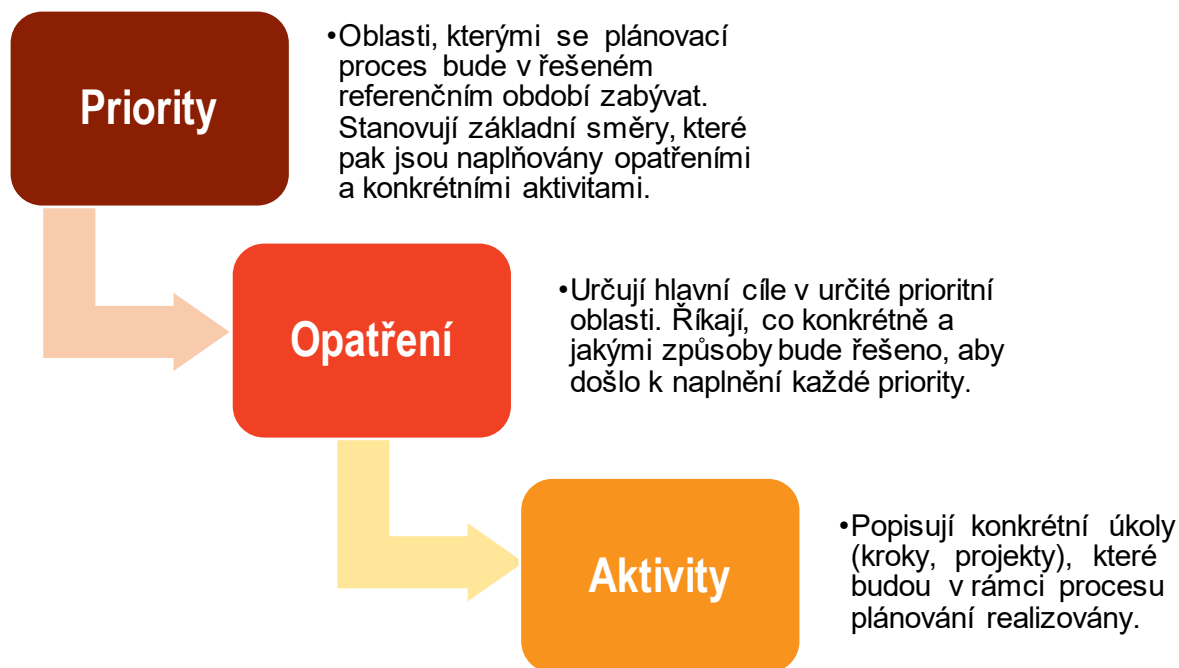 Priority
•Oblasti, kterými se plánovací
proces bude v řešeném
referenčním období zabývat.
Stanovují základní směry, které
pak jsou naplňovány opatřeními
a konkrétními aktivitami.
Opatření
•Určují hlavní cíle v určité prioritní
oblasti. Říkají, co konkrétně a
jakými způsoby bude řešeno, aby
došlo k naplnění každé priority.
Aktivity
•Popisují konkrétní úkoly
(kroky, projekty), které
budou v rámci procesu
plánování realizovány.